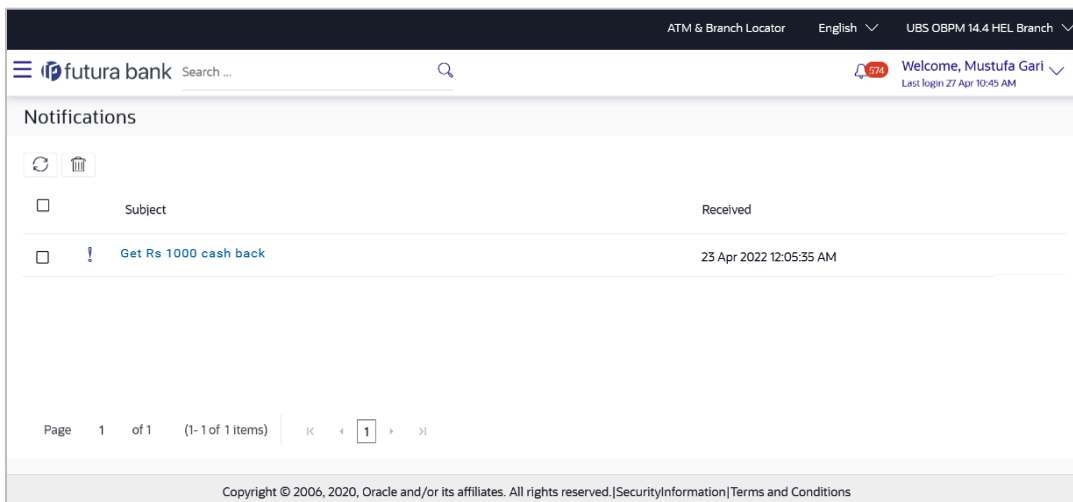 ATM & Branch Locator English UBS OBPM 14.4 HEL Branch
futura bank Search ... 574 Welcome, Mustufa Gari
Last login 27 Apr 10:45 AM
Notifications
Subject Received
! Get Rs 1000 cash back 23 Apr 2022 12:05:35 AM
Page 1 of 1 (1-1 of 1 items) 1
Copyright © 2006, 2020, Oracle and/or its affiliates. All rights reserved.|SecurityInformation|Terms and Conditions